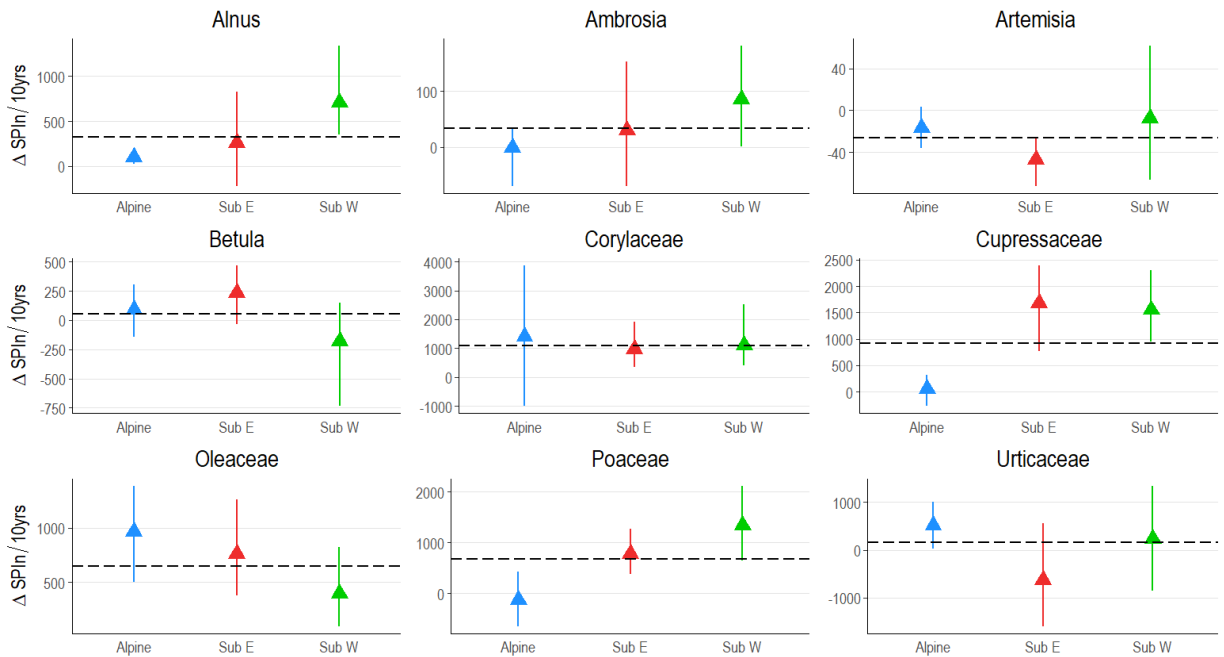 Alnus
Ambrosia
Artemisia
Δ SPIn/ 10yrs
1000
500
0
100
0
40
0
-40
Alpine
Sub E
Sub W
Alpine
Sub E
Sub W
Alpine
Sub E
Sub W
Betula
Corylaceae
Cupressaceae
Δ SPIn/ 10yrs
500
250
0
-250
-500
-750
4000
3000
2000
1000
0
-1000
2500
2000
1500
1000
500
0
Alpine
Sub E
Sub W
Alpine
Sub E
Sub W
Alpine
Sub E
Sub W
Oleaceae
Poaceae
Urticaceae
Δ SPIn/ 10yrs
1000
500
2000
1000
0
1000
0
-1000
Alpine
Sub E
Sub W
Alpine
Sub E
Sub W
Alpine
Sub E
Sub W